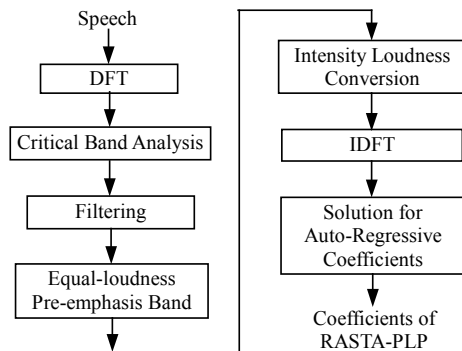 Speech
DFT
Critical Band Analysis
Filtering
Equal-loudness
Pre-emphasis Band
Intensity Loudness
Conversion
IDFT
Solution for
Auto-Regressive
Coefficients
Coefficients of
RASTA-PLP